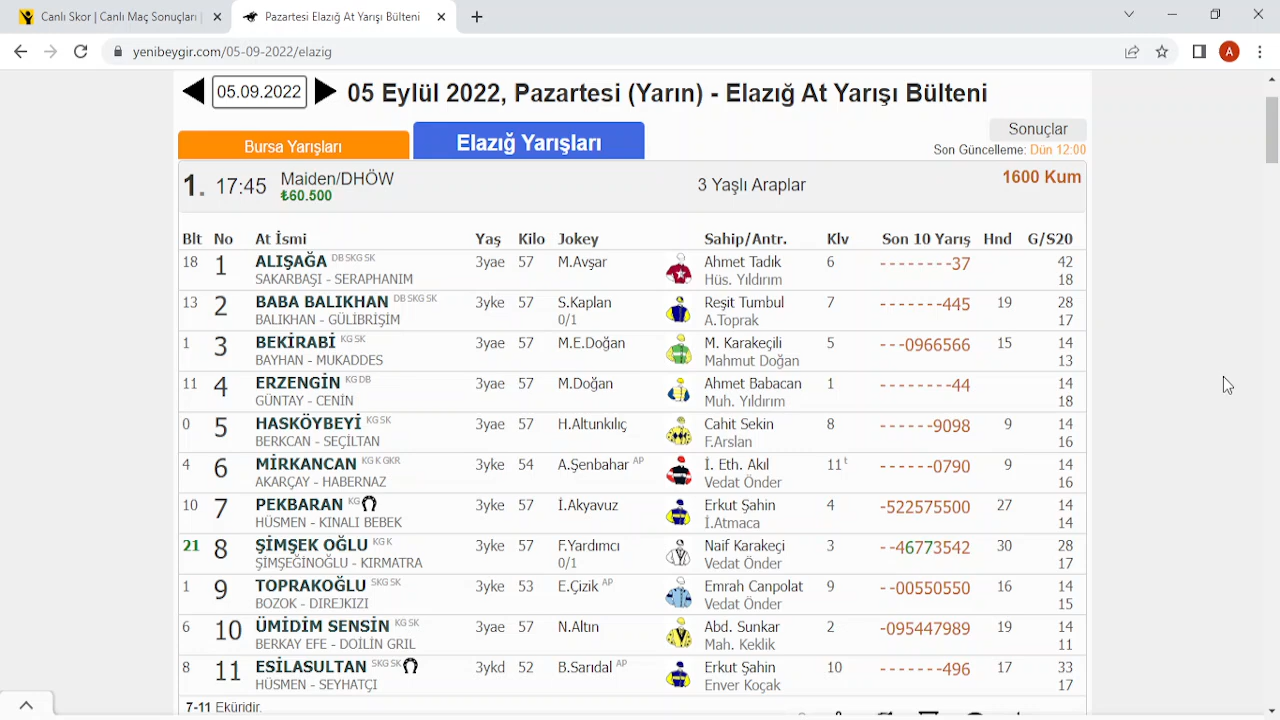 Canlı Skor | Canlı Maç Sonuçları |
Pazartesi Elazığ At Yarışı Bülteni
yenibeygir.com/05-09-2022/elazig
A
05.09.2022
05 Eylül 2022, Pazartesi (Yarın) - Elazığ At Yarışı Bülteni
Bursa Yarışları
Elazığ Yarışları
Sonuçlar
Son Güncelleme: Dün 12:00
1. 17:45 Maiden/DHÖW 3 Yaşlı Araplar 1600 Kum
₺60.500
Blt No At İsmi Yaş Kilo Jokey Sahip/Antr. Klv Son 10 Yarış Hnd G/S20
18 1 ALIŞAĞA DB SKG SK 3yae 57 M.Avşar Ahmet Tadık 6 --------37 42
SAKARBAŞI - SERAPHANIM Hüs. Yıldırım 18
13 2 BABA BALIKHAN DB SKG SK 3yke 57 S.Kaplan Reşit Tumbul 7 -------445 19 28
BALIKHAN - GÜLİBRİŞİM 0/1 A.Toprak 17
1 3 BEKİRABİ KG SK 3yae 57 M.E.Doğan M. Karakeçili 5 ---0966566 15 14
BAYHAN - MUKADDES Mahmut Doğan 13
11 4 ERZENGİN KG DB 3yae 57 M.Doğan Ahmet Babacan 1 --------44 14
GÜNTAY - CENİN Muh. Yıldırım 18
0 5 HASKÖYBEYİ KG SK 3yae 57 H.Altunkılıç Cahit Sekin 8 ------9098 9 14
BERKCAN - SEÇİLTAN F.Arslan 16
4 6 MİRKANCAN KG K GKR 3yke 54 A.Şenbahar AP İ. Eth. Akıl 11t ------0790 9 14
AKARÇAY - HABERNAZ Vedat Önder 16
10 7 PEKBARAN KG 3yke 57 İ.Akyavuz Erkut Şahin 4 -522575500 27 14
HÜSMEN - KINALI BEBEK İ.Atmaca 14
21 8 ŞİMŞEK OĞLU KG K 3yke 57 F.Yardımcı Naif Karakeçi 3 --46773542 30 28
ŞİMŞEĞİNOĞLU - KIRMATRA 0/1 Vedat Önder 17
1 9 TOPRAKOĞLU SKG SK 3yke 53 E.Çizik AP Emrah Canpolat 9 --00550550 16 14
BOZOK - DIREJKIZI Vedat Önder 15
6 10 ÜMİDİM SENSİN KG SK 3yae 57 N.Altın Abd. Sunkar 2 -095447989 19 14
BERKAY EFE - DOİLİN GRIL Mah. Keklik 11
8 11 ESİLASULTAN SKG SK 3ykd 52 B.Sarıdal AP Erkut Şahin 10 -------496 17 33
HÜSMEN - SEYHATÇI Enver Koçak 17
7-11 Eküridir.